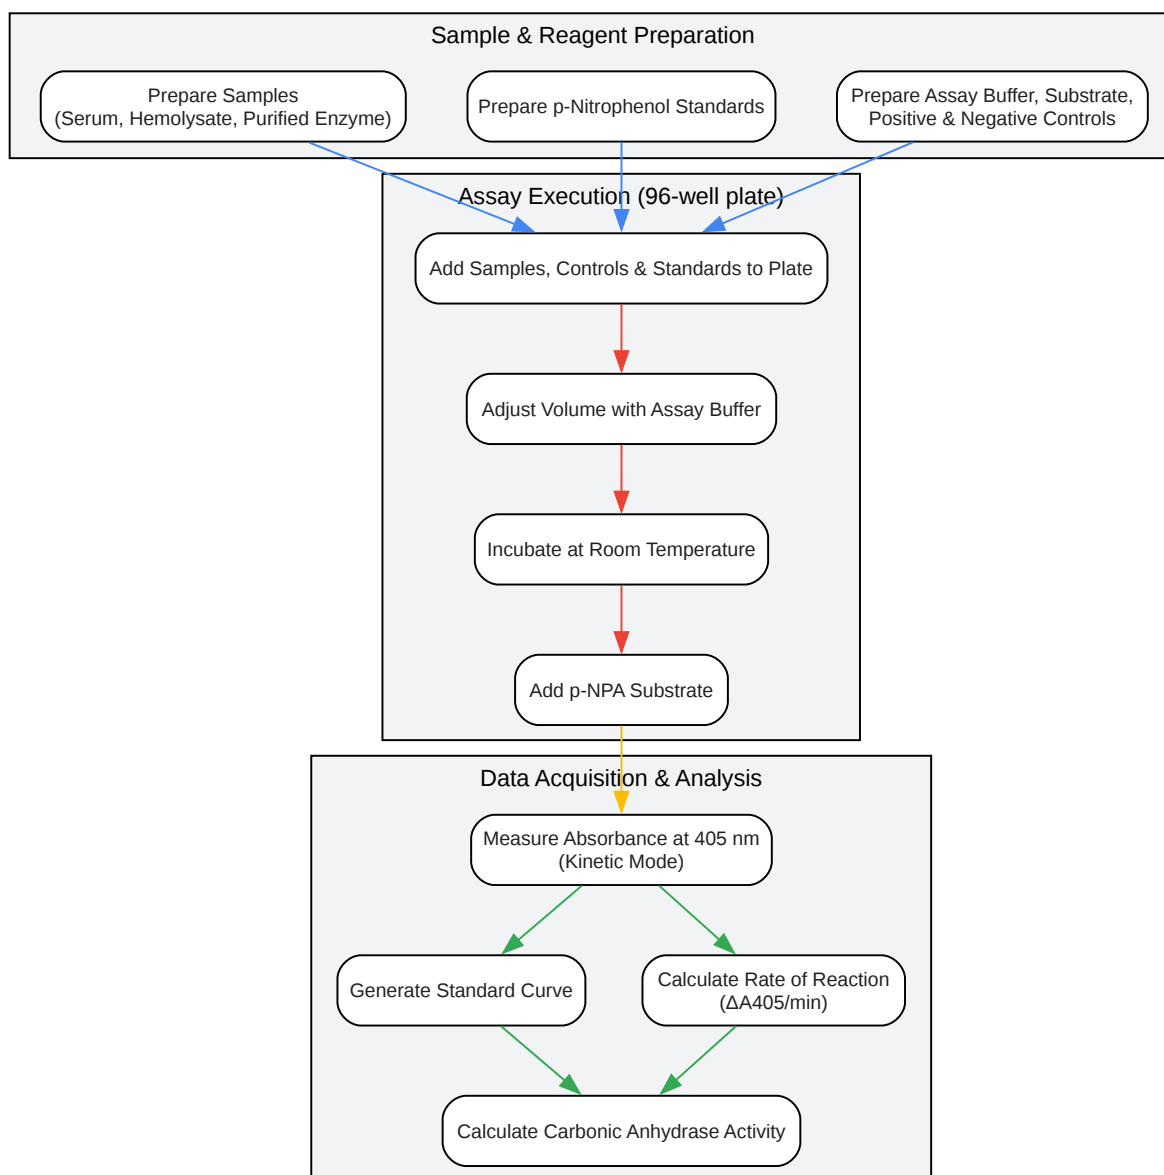 Sample & Reagent Preparation
Prepare Samples
(Serum, Hemolysate, Purified Enzyme)
Prepare p-Nitrophenol Standards
Prepare Assay Buffer, Substrate,
Positive & Negative Controls
Assay Execution (96-well plate)
Add Samples, Controls & Standards to Plate
Adjust Volume with Assay Buffer
Incubate at Room Temperature
Add p-NPA Substrate
Data Acquisition & Analysis
Measure Absorbance at 405 nm
(Kinetic Mode)
Generate Standard Curve
Calculate Rate of Reaction
(ΔA405/min)
Calculate Carbonic Anhydrase Activity